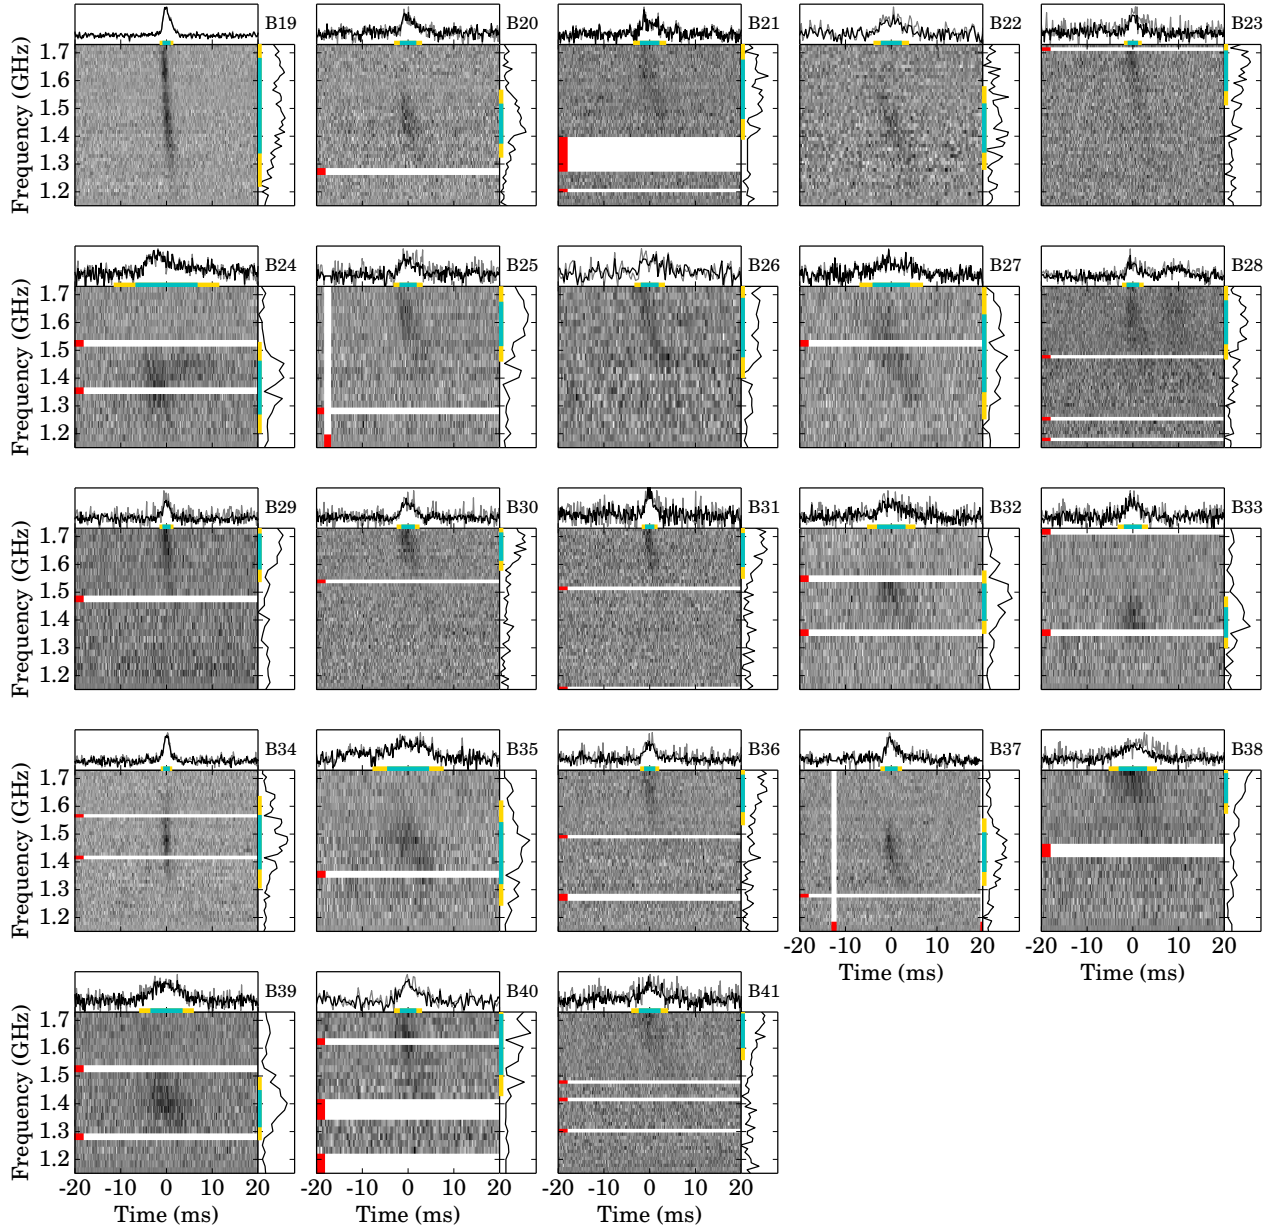 B19 B20 B21 B22 B23
Frequency (GHz)
1.7
1.6
1.5
1.4
1.3
1.2
B24 B25 B26 B27 B28
Frequency (GHz)
1.7
1.6
1.5
1.4
1.3
1.2
B29 B30 B31 B32 B33
Frequency (GHz)
1.7
1.6
1.5
1.4
1.3
1.2
B34 B35 B36 B37 B38
Frequency (GHz)
1.7
1.6
1.5
1.4
1.3
1.2
-20 -10 0 10 20 -20 -10 0 10 20
Time (ms) Time (ms)
B39 B40 B41
Frequency (GHz)
1.7
1.6
1.5
1.4
1.3
1.2
-20 -10 0 10 20 -20 -10 0 10 20 -20 -10 0 10 20
Time (ms) Time (ms) Time (ms)